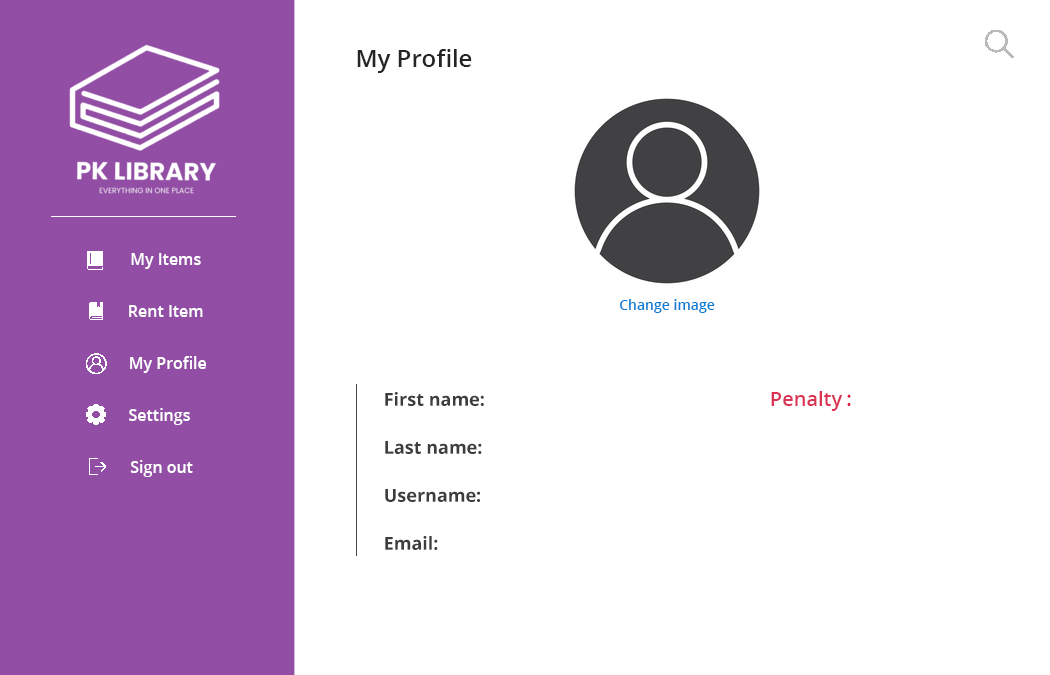 PK LIBRARY
EVERYTHING IN ONE PLACE
My Items
Rent Item
My Profile
Settings
Sign out
My Profile
Change image
First name:
Last name:
Username:
Email:
Penalty :